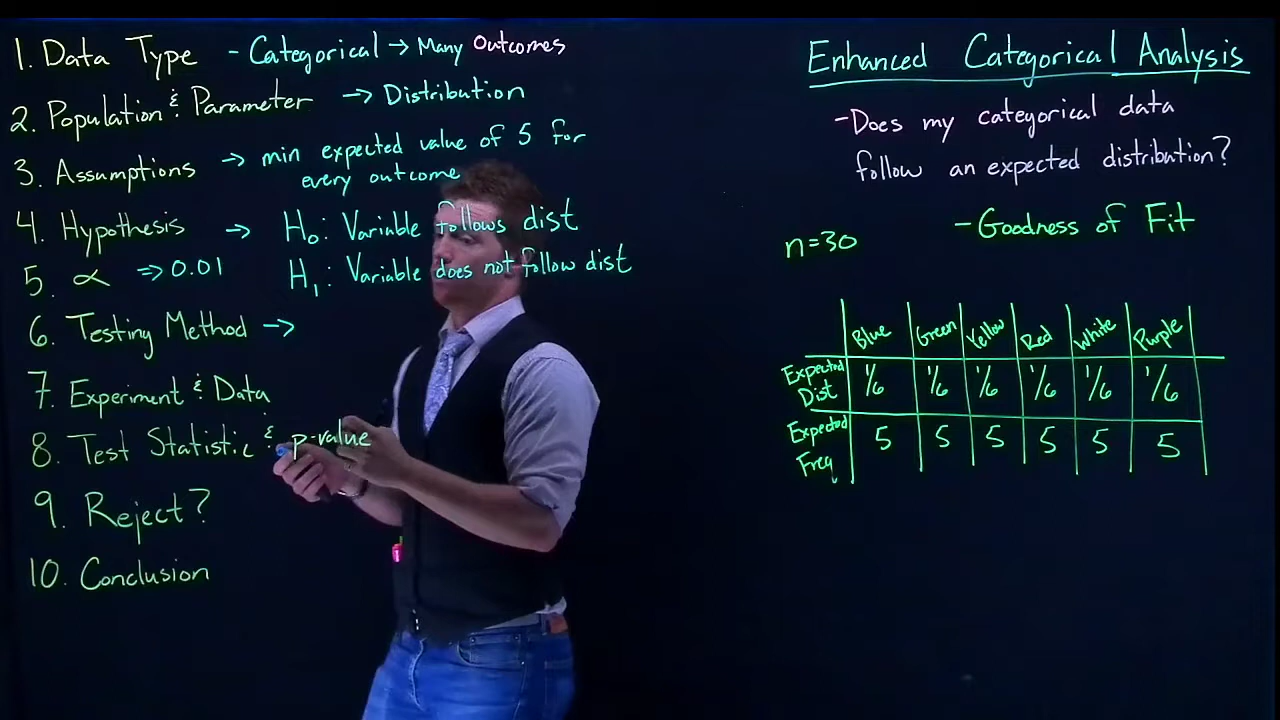 1. Data Type - Categorical → Many Outcomes
2. Population & Parameter → Distribution
3. Assumptions → min expected value of 5 for
every outcome
4. Hypothesis → H₀: Variable follows dist
H₁: Variable does not follow dist
5. α ⇒ 0.01
6. Testing Method →
7. Experiment & Data
8. Test Statistic & p-value
9. Reject?
10. Conclusion
Enhanced Categorical Analysis
- Does my categorical data
follow an expected distribution?
- Goodness of Fit
n=30
Blue Green Yellow Red White Purple
Expected Dist 1/6 1/6 1/6 1/6 1/6 1/6
Expected Freq 5 5 5 5 5 5